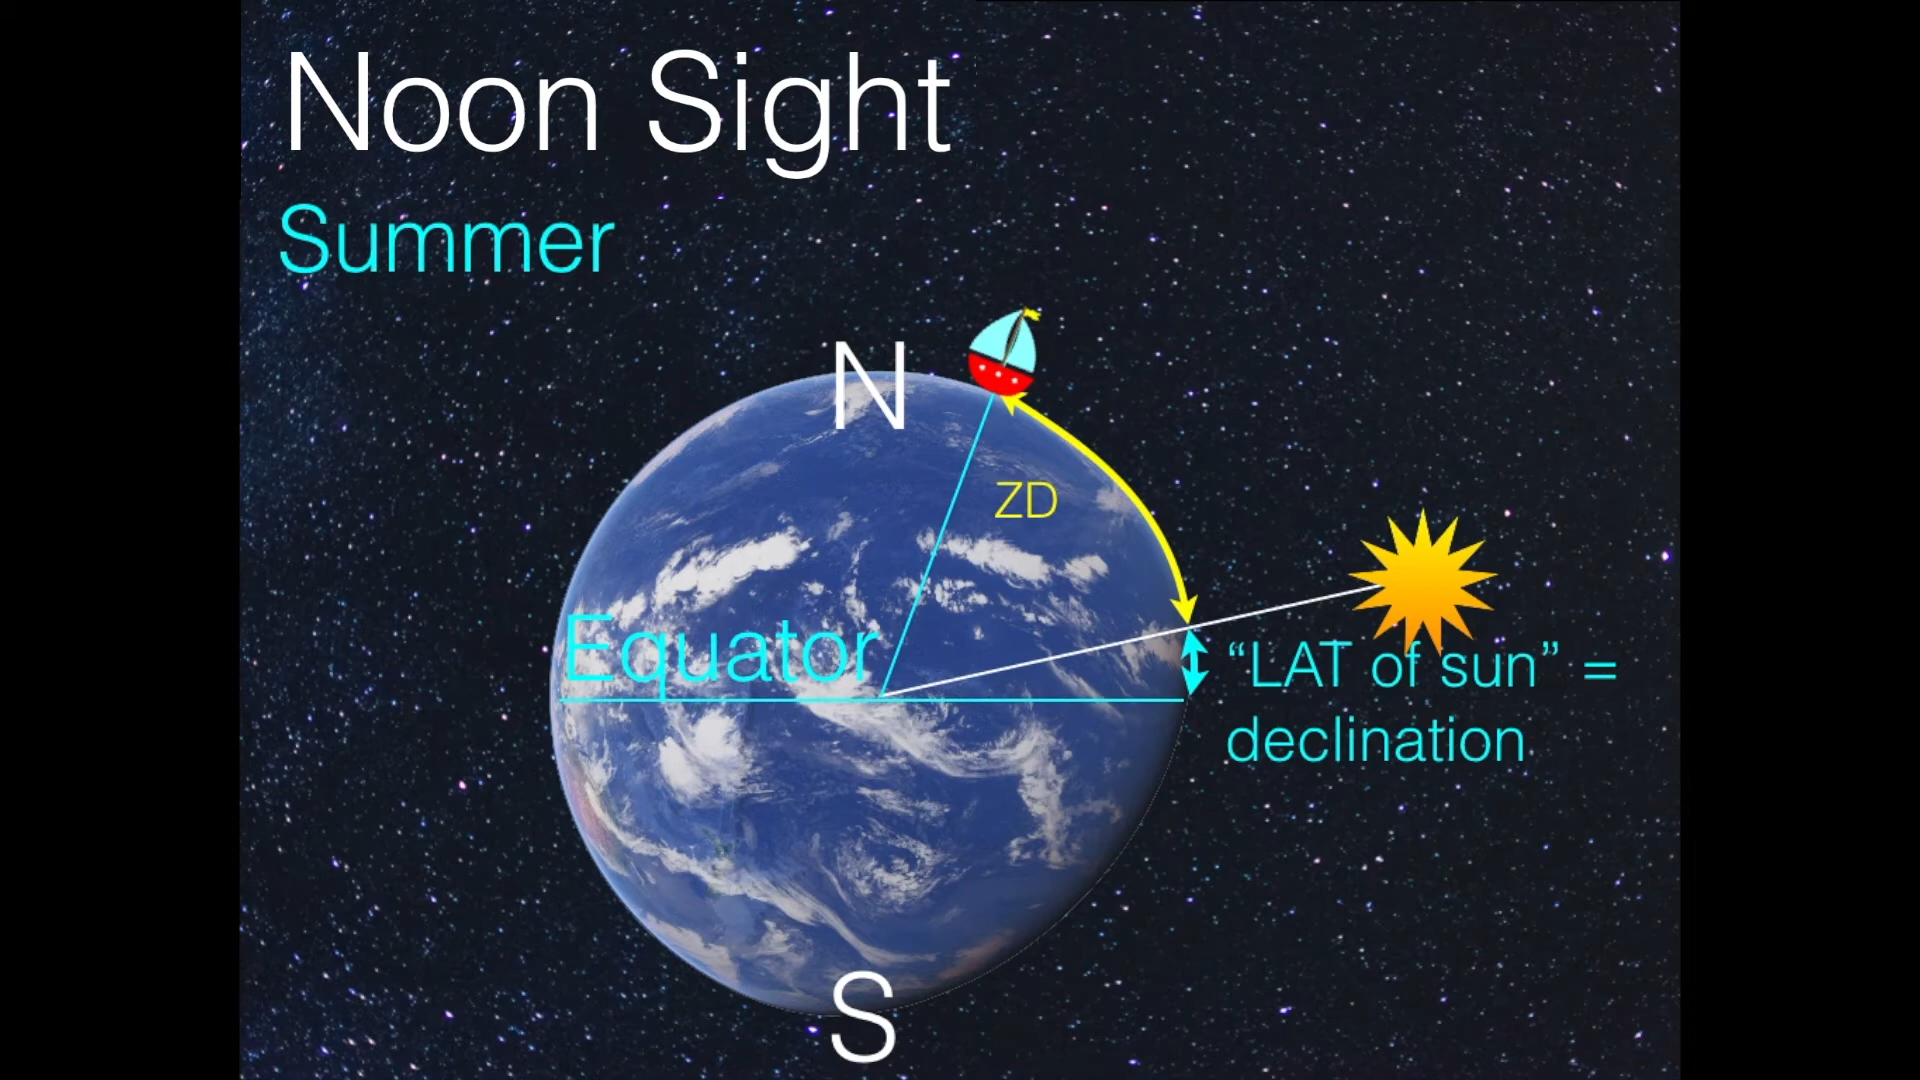 Noon Sight
Summer
N
ZD
Equator
“LAT of sun” =
declination
S